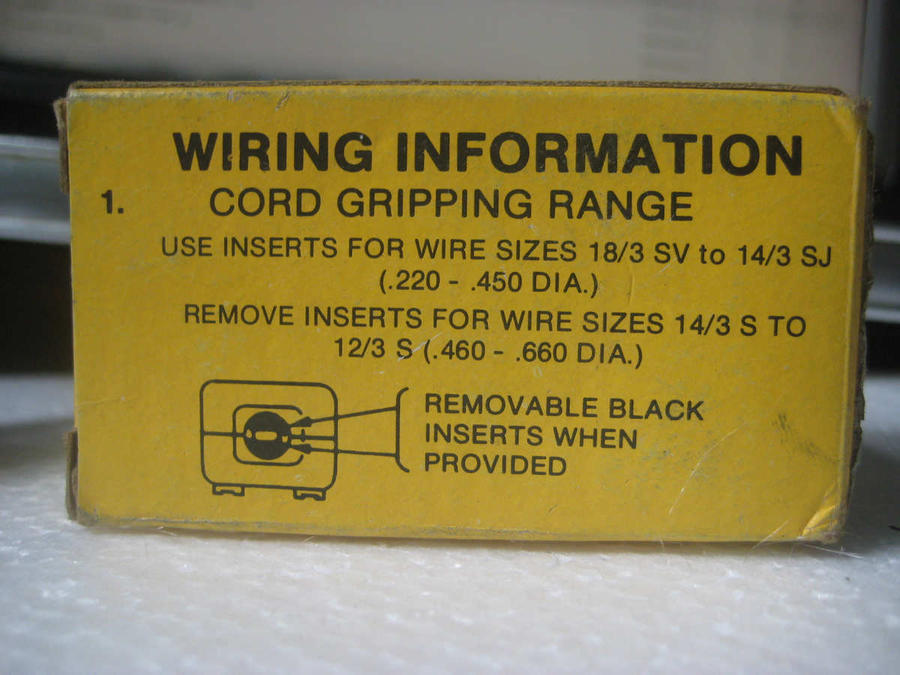 WIRING INFORMATION
1. CORD GRIPPING RANGE
USE INSERTS FOR WIRE SIZES 18/3 SV to 14/3 SJ
(.220 - .450 DIA.)
REMOVE INSERTS FOR WIRE SIZES 14/3 S TO
12/3 S (.460 - .660 DIA.)
REMOVABLE BLACK
INSERTS WHEN
PROVIDED